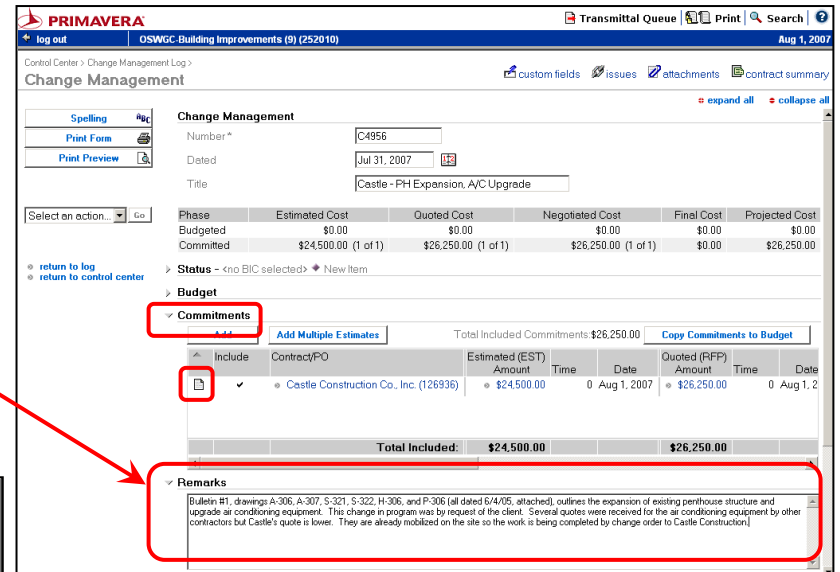 PRIMAVERA
Transmittal Queue Print Search
log out OSWGC-Building Improvements (9) (252010) Aug 1, 2007
Control Center > Change Management Log >
Change Management
custom fields issues attachments contract summary
expand all collapse all
Spelling
Print Form
Print Preview
Change Management
Number* C4956
Dated Jul 31, 2007
Title Castle - PH Expansion, A/C Upgrade
Select an action... Go
Phase Estimated Cost Quoted Cost Negotiated Cost Final Cost Projected Cost
Budgeted $0.00 $0.00 $0.00 $0.00 $0.00
Committed $24,500.00 (1 of 1) $26,250.00 (1 of 1) $26,250.00 (1 of 1) $0.00 $26,250.00
return to log
return to control center
Status - <no BIC selected> New Item
Budget
Commitments
Add Add Multiple Estimates Total Included Commitments: $26,250.00 Copy Commitments to Budget
Include Contract/PO Estimated (EST) Amount Time Date Quoted (RFP) Amount Time Date
Castle Construction Co., Inc. (126936) $24,500.00 0 Aug 1, 2007 $26,250.00 0 Aug 1, 2
Total Included: $24,500.00 $26,250.00
Remarks
Bulletin #1, drawings A-306, A-307, S-321, S-322, H-306, and P-306 (all dated 6/4/05, attached), outlines the expansion of existing penthouse structure and
upgrade air conditioning equipment. This change in program was by request of the client. Several quotes were received for the air conditioning equipment by other
contractors but Castle's quote is lower. They are already mobilized on the site so the work is being completed by change order to Castle Construction.